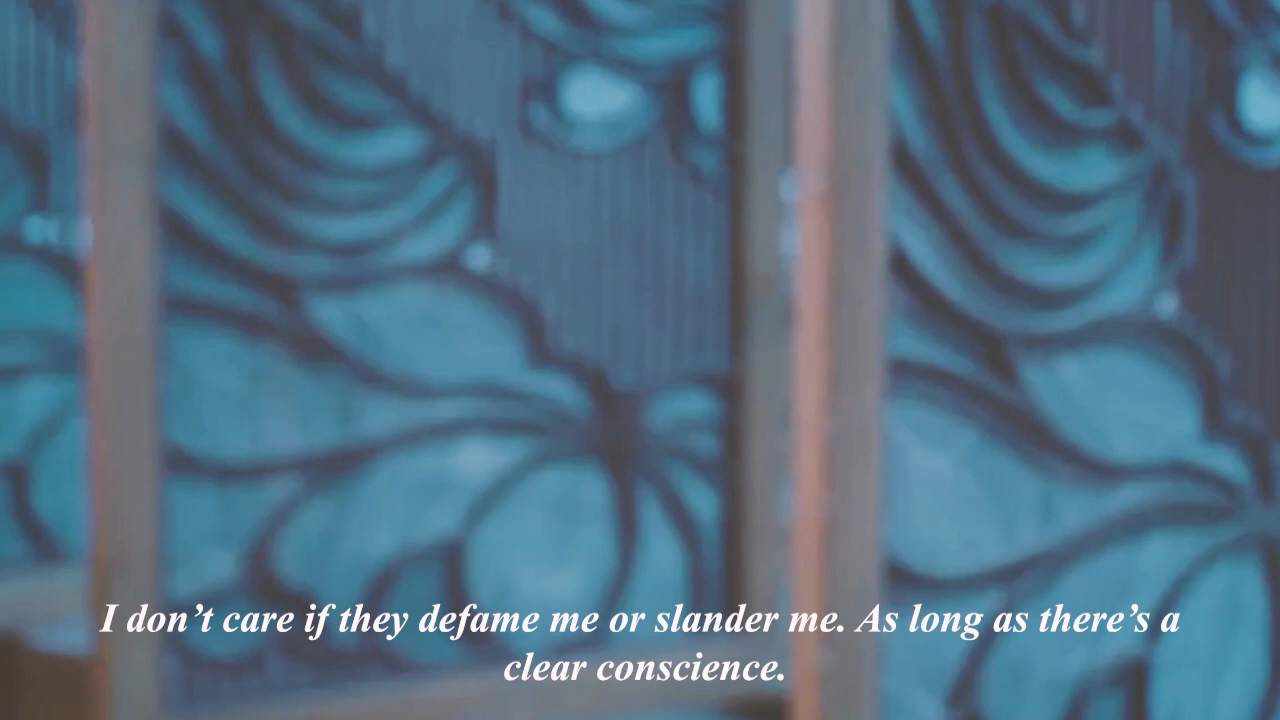 I don’t care if they defame me or slander me. As long as there’s a
clear conscience.